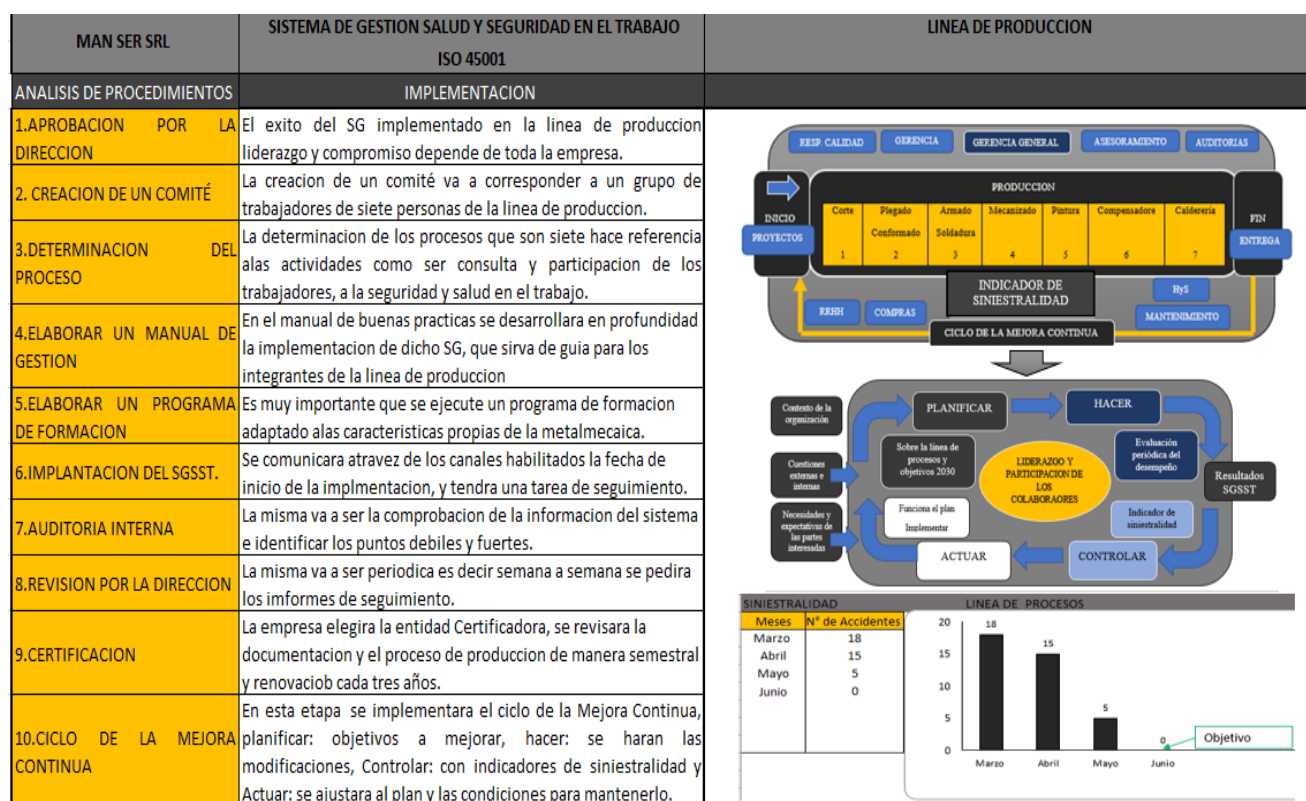 MAN SER SRL
SISTEMA DE GESTION SALUD Y SEGURIDAD EN EL TRABAJO
ISO 45001
LINEA DE PRODUCCION
ANALISIS DE PROCEDIMIENTOS
IMPLEMENTACION
1.APROBACION POR LA
DIRECCION
El exito del SG implementado en la linea de produccion
liderazgo y compromiso depende de toda la empresa.
2. CREACION DE UN COMITÉ
La creacion de un comité va a corresponder a un grupo de
trabajadores de siete personas de la linea de produccion.
3.DETERMINACION DEL
PROCESO
La determinacion de los procesos que son siete hace referencia
alas actividades como ser consulta y participacion de los
trabajadores, a la seguridad y salud en el trabajo.
4.ELABORAR UN MANUAL DE
GESTION
En el manual de buenas practicas se desarrollara en profundidad
la implementacion de dicho SG, que sirva de guia para los
integrantes de la linea de produccion
5.ELABORAR UN PROGRAMA
DE FORMACION
Es muy importante que se ejecute un programa de formacion
adaptado alas caracteristicas propias de la metalmecaica.
6.IMPLANTACION DEL SGSST.
Se comunicara atravez de los canales habilitados la fecha de
inicio de la implmentacion, y tendra una tarea de seguimiento.
7.AUDITORIA INTERNA
La misma va a ser la comprobacion de la informacion del sistema
e identificar los puntos debiles y fuertes.
8.REVISION POR LA DIRECCION
La misma va a ser periodica es decir semana a semana se pedira
los imformes de seguimiento.
9.CERTIFICACION
La empresa elegira la entidad Certificadora, se revisara la
documentacion y el proceso de produccion de manera semestral
y renovaciob cada tres años.
10.CICLO DE LA MEJORA
CONTINUA
En esta etapa se implementara el ciclo de la Mejora Continua,
planificar: objetivos a mejorar, hacer: se haran las
modificaciones, Controlar: con indicadores de siniestralidad y
Actuar: se ajustara al plan y las condiciones para mantenerlo.
RESP. CALIDAD
GERENCIA
GERENCIA GENERAL
ASESORAMIENTO
AUDITORIAS
PRODUCCION
INICIO
PROYECTOS
Corte
1
Plegado
Conformado
2
Armado
Soldadura
3
Mecanizado
4
Pintura
5
Compensadore
6
Caldereria
7
FIN
ENTREGA
INDICADOR DE
SINIESTRALIDAD
RRHH
COMPRAS
HyS
MANTENIMIENTO
CICLO DE LA MEJORA CONTINUA
Contexto de la
organización
Cuestiones
externas e
internas
Necesidades y
expectativas de
las partes
interesadas
PLANIFICAR
HACER
Sobre la línea de
procesos y
objetivos 2030
LIDERAZGO Y
PARTICIPACION DE
LOS
COLABORAORES
Evaluación
periódica del
desempeño
Resultados
SGSST
Funciona el plan
Implementar
Indicador de
siniestralidad
ACTUAR
CONTROLAR
SINIESTRALIDAD
LINEA DE PROCESOS
Meses N° de Accidentes
Marzo 18
Abril 15
Mayo 5
Junio 0
20
15
10
5
0
18
15
5
0
Objetivo
Marzo Abril Mayo Junio